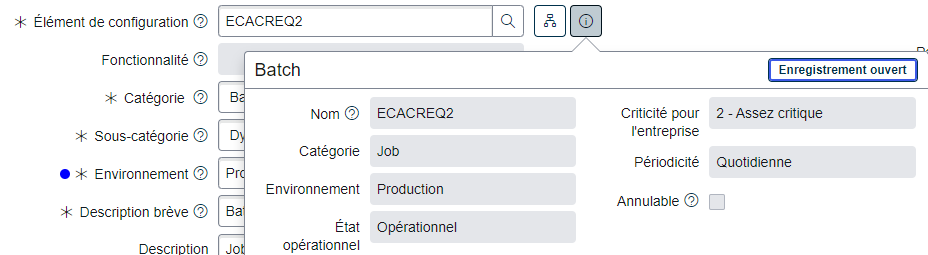 Élément de configuration ECACREQ2
Fonctionnalité
Batch Enregistrement ouvert
Catégorie Ba
Nom ECACREQ2
Criticité pour l'entreprise 2 - Assez critique
Sous-catégorie Dy
Catégorie Job
Périodicité Quotidienne
Environnement Pro
Environnement Production
Annulable
Description brève Bat
État opérationnel Opérationnel
Description Job